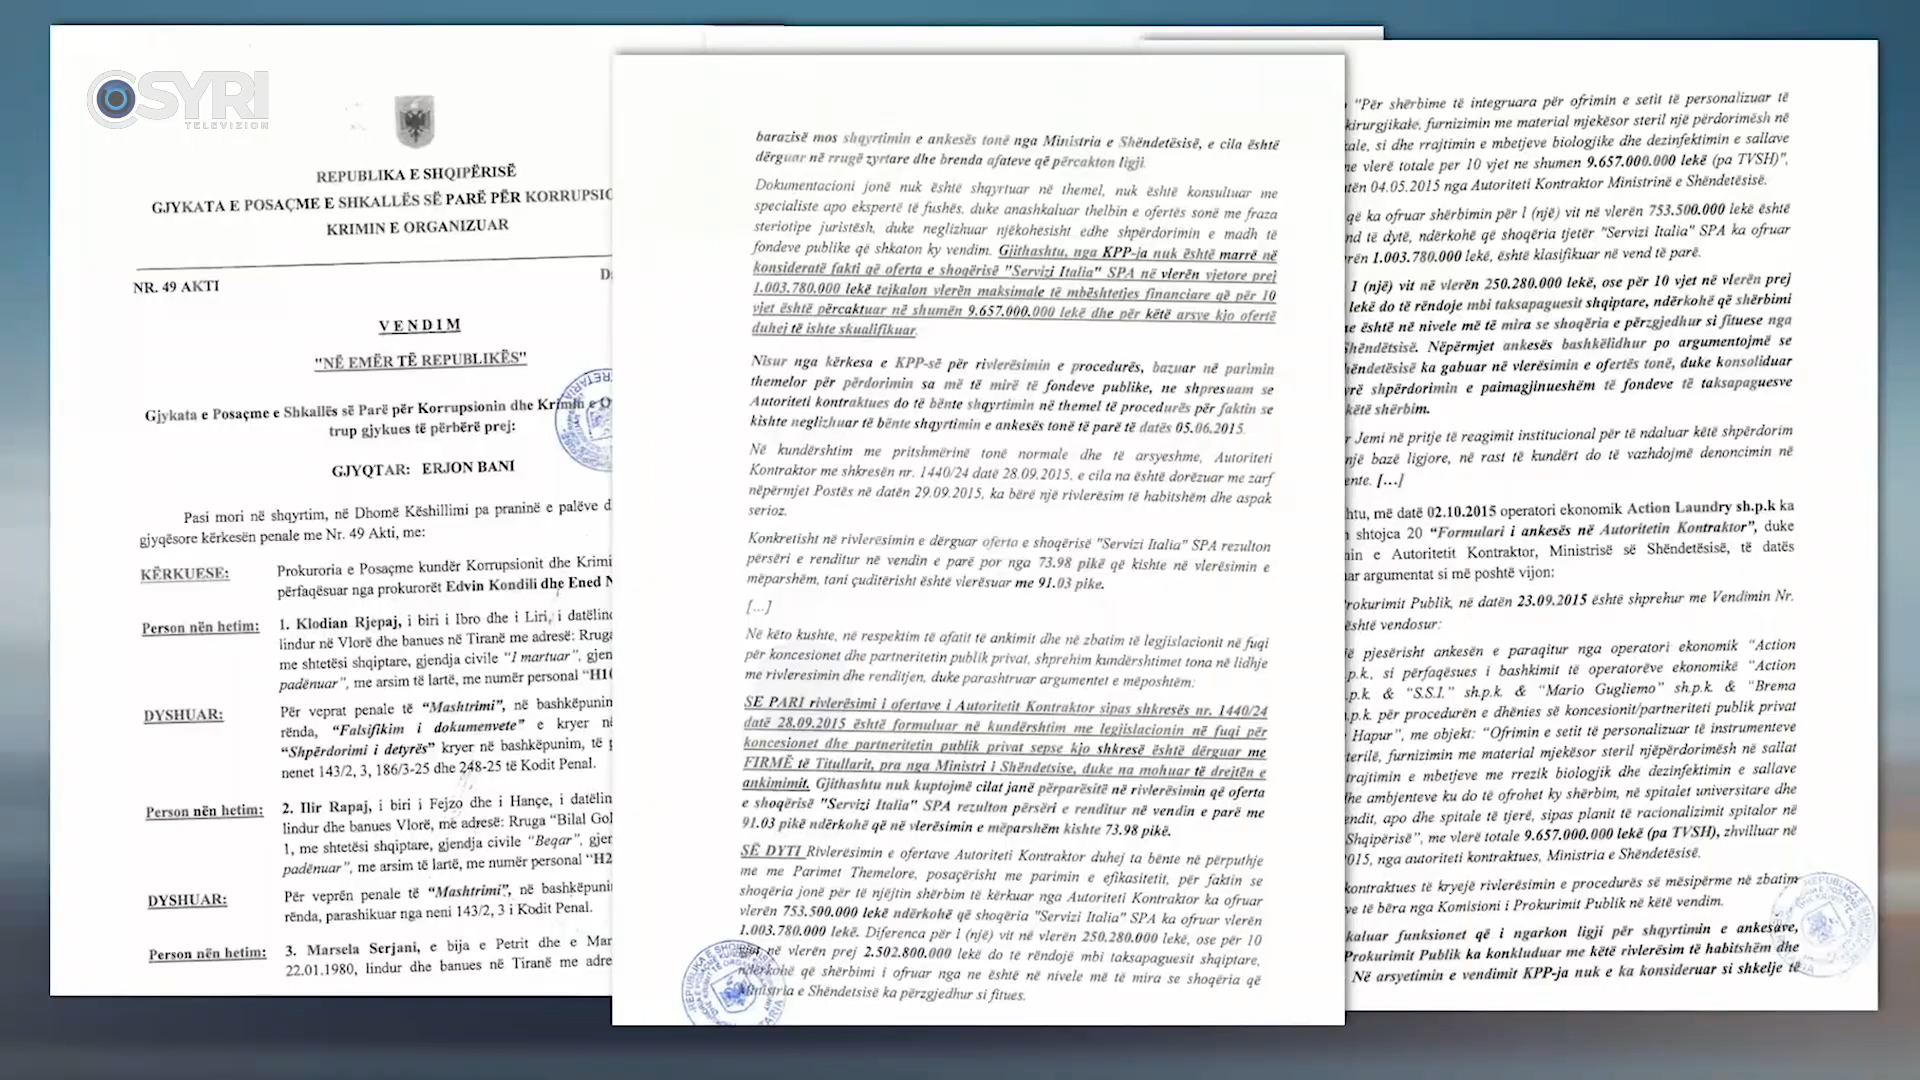 SYRI
TELEVIZION
REPUBLIKA E SHQIPËRISË
GJYKATA E POSAÇME E SHKALLËS SË PARË PËR KORRUPSIO
KRIMIN E ORGANIZUAR
NR. 49 AKTI
V E N D I M
"NË EMËR TË REPUBLIKËS"
Gjykata e Posaçme e Shkallës së Parë për Korrupsionin dhe Krimin e O
trup gjykues të përbërë prej:
GJYQTAR: ERJON BANI
Pasi mori në shqyrtim, në Dhomë Këshillimi pa praninë e palëve d
gjyqësore kërkesën penale me Nr. 49 Akti, me:
KËRKUESE: Prokuroria e Posaçme kundër Korrupsionit dhe Krimi
përfaqësuar nga prokurorët Edvin Kondili dhe Ened N
Person nën hetim: 1. Klodian Rjepaj, i biri i Ibro dhe i Liri, i datëlind
lindur në Vlorë dhe banues në Tiranë me adresë: Rruga
me shtetësi shqiptare, gjendja civile "I martuar", gjen
padënuar", me arsim të lartë, me numër personal "H10
DYSHUAR: Për veprat penale të "Mashtrimi", në bashkëpunim
rënda, "Falsifikim i dokumenteve" e kryer në
"Shpërdorimi i detyrës" kryer në bashkëpunim, të p
nenet 143/2, 3, 186/3-25 dhe 248-25 të Kodit Penal.
Person nën hetim: 2. Ilir Rapaj, i biri i Fejzo dhe i Hançe, i datëlin
lindur dhe banues Vlorë, me adresë: Rruga "Bilal Gol
1, me shtetësi shqiptare, gjendja civile "Beqar", gjen
padënuar", me arsim të lartë, me numër personal "H2
DYSHUAR: Për veprën penale të "Mashtrimi", në bashkëpuni
rënda, parashikuar nga neni 143/2, 3 i Kodit Penal.
Person nën hetim: 3. Marsela Serjani, e bija e Petrit dhe e Mar
22.01.1980, lindur dhe banues në Tiranë me adre
barazisë mos shqyrtimin e ankesës tonë nga Ministria e Shëndetësisë, e cila është
dërguar në rrugë zyrtare dhe brenda afateve që përcakton ligji.
Dokumentacioni jonë nuk është shqyrtuar në themel, nuk është konsultuar me
specialiste apo ekspertë të fushës, duke anashkaluar thelbin e ofertës sonë me fraza
steriotipe juristësh, duke neglizhuar njëkohësisht edhe shpërdorimin e madh të
fondeve publike që shkaton ky vendim. Gjithashtu, nga KPP-ja nuk është marrë në
konsideratë fakti që oferta e shoqërisë "Servizi Italia" SPA në vlerën vjetore prej
1.003.780.000 lekë tejkalon vlerën maksimale të mbështetjes financiare që për 10
vjet është përcaktuar në shumën 9.657.000.000 lekë dhe për këtë arsye kjo ofertë
duhej të ishte skualifikuar.
Nisur nga kërkesa e KPP-së për rivlerësimin e procedurës, bazuar në parimin
themelor për përdorimin sa më të mirë të fondeve publike, ne shpresuam se
Autoriteti kontraktues do të bënte shqyrtimin në themel të procedurës për faktin se
kishte neglizhuar të bënte shqyrtimin e ankesës tonë të parë të datës 05.06.2015.
Në kundërshtim me pritshmërinë tonë normale dhe të arsyeshme, Autoriteti
Kontraktor me shkresën nr. 1440/24 datë 28.09.2015, e cila na është dorëzuar me zarf
nëpërmjet Postës në datën 29.09.2015, ka bërë një rivlerësim të habitshëm dhe aspak
serioz.
Konkretisht në rivlerësimin e dërguar oferta e shoqërisë "Servizi Italia" SPA rezulton
përsëri e renditur në vendin e parë por nga 73.98 pikë që kishte në vlerësimin e
mëparshëm, tani çuditërisht është vlerësuar me 91.03 pikë.
[...]
Në këto kushte, në respektim të afatit të ankimit dhe në zbatim të legjislacionit në fuqi
për koncesionet dhe partneritetin publik privat, shprehim kundërshtimet tona në lidhje
me rivleresimin dhe renditjen, duke parashtruar argumentet e mëposhtëm:
SE PARI rivlerësimi i ofertave i Autoritetit Kontraktor sipas shkresës nr. 1440/24
datë 28.09.2015 është formuluar në kundërshtim me legjislacionin në fuqi për
koncesionet dhe partneritetin publik privat sepse kjo shkresë është dërguar me
FIRMË të Titullarit, pra nga Ministri i Shëndetsise, duke na mohuar të drejtën e
ankimimit. Gjithashtu nuk kuptojmë cilat janë përparësitë në rivlerësimin që oferta
e shoqërisë "Servizi Italia" SPA rezulton përsëri e renditur në vendin e parë me
91.03 pikë ndërkohë që në vlerësimin e mëparshëm kishte 73.98 pikë.
SË DYTI Rivlerësimin e ofertave Autoriteti Kontraktor duhej ta bënte në përputhje
me me Parimet Themelore, posaçërisht me parimin e efikasitetit, për faktin se
shoqëria jonë për të njëjtin shërbim të kërkuar nga Autoriteti Kontraktor ka ofruar
vlerën 753.500.000 lekë ndërkohë që shoqëria "Servizi Italia" SPA ka ofruar vlerën
1.003.780.000 lekë. Diferenca për 1 (një) vit në vlerën 250.280.000 lekë, ose për 10
vjet në vlerën prej 2.502.800.000 lekë do të rëndoje mbi taksapaguesit shqiptare,
ndërkohë që shërbimi i ofruar nga ne është në nivele më të mira se shoqëria që
Ministria e Shëndetsisë ka përzgjedhur si fitues.
"Për shërbime të integruara për ofrimin e setit të personalizuar të
kirurgjikale, furnizimin me material mjekësor steril një përdorimësh në
ale, si dhe rrajtimin e mbetjeve biologjike dhe dezinfektimin e sallave
me vlerë totale per 10 vjet ne shumen 9.657.000.000 lekë (pa TVSH)",
tën 04.05.2015 nga Autoriteti Kontraktor Ministrinë e Shëndetësisë.
që ka ofruar shërbimin për 1 (një) vit në vlerën 753.500.000 lekë është
nd të dytë, ndërkohë që shoqëria tjetër "Servizi Italia" SPA ka ofruar
erën 1.003.780.000 lekë, është klasifikuar në vend të parë.
1 (një) vit në vlerën 250.280.000 lekë, ose për 10 vjet në vlerën prej
lekë do të rëndoje mbi taksapaguesit shqiptare, ndërkohë që shërbimi
ne është në nivele më të mira se shoqëria e përzgjedhur si fituese nga
Shëndëtsisë. Nëpërmjet ankesës bashkëlidhur po argumentojmë se
hëndetësisë ka gabuar në vlerësimin e ofertës tonë, duke konsoliduar
yrë shpërdorimin e paimagjinueshëm të fondeve të taksapaguesve
këtë shërbim.
r Jemi në pritje të reagimit institucional për të ndaluar këtë shpërdorim
një bazë ligjore, në rast të kundërt do të vazhdojmë denoncimin në
ente. [...]
htu, më datë 02.10.2015 operatori ekonomik Action Laundry sh.p.k ka
shtojca 20 "Formulari i ankesës në Autoritetin Kontraktor", duke
in e Autoritetit Kontraktor, Ministrisë së Shëndetësisë, të datës
ar argumentat si më poshtë vijon:
rokurimit Publik, në datën 23.09.2015 është shprehur me Vendimin Nr.
është vendosur:
ë pjesërisht ankesën e paraqitur nga operatori ekonomik "Action
.p.k., si përfaqësues i bashkimit të operatorëve ekonomikë "Action
.p.k. & "S.S.I." sh.p.k. & "Mario Gugliemo" sh.p.k. & "Brema
.p.k. për procedurën e dhënies së koncesionit/partneriteti publik privat
Hapur", me objekt: "Ofrimin e setit të personalizuar të instrumenteve
terilë, furnizimin me material mjekësor steril njëpërdorimësh në sallat
trajtimin e mbetjeve me rrezik biologjik dhe dezinfektimin e sallave
he ambjenteve ku do të ofrohet ky shërbim, në spitalet universitare dhe
endit, apo dhe spitale të tjerë, sipas planit të racionalizimit spitalor në
Shqipërisë", me vlerë totale 9.657.000.000 lekë (pa TVSH), zhvilluar në
015, nga autoriteti kontraktues, Ministria e Shëndetësisë.
kontraktues të kryejë rivlerësimin e procedurës së mësipërme në zbatim
ve të bëra nga Komisioni i Prokurimit Publik në këtë vendim.
kaluar funksionet që i ngarkon ligji për shqyrtimin e ankesave,
Prokurimit Publik ka konkluduar me këtë rivlerësim të habitshëm dhe
Në arsyetimin e vendimit KPP-ja nuk e ka konsideruar si shkelje të